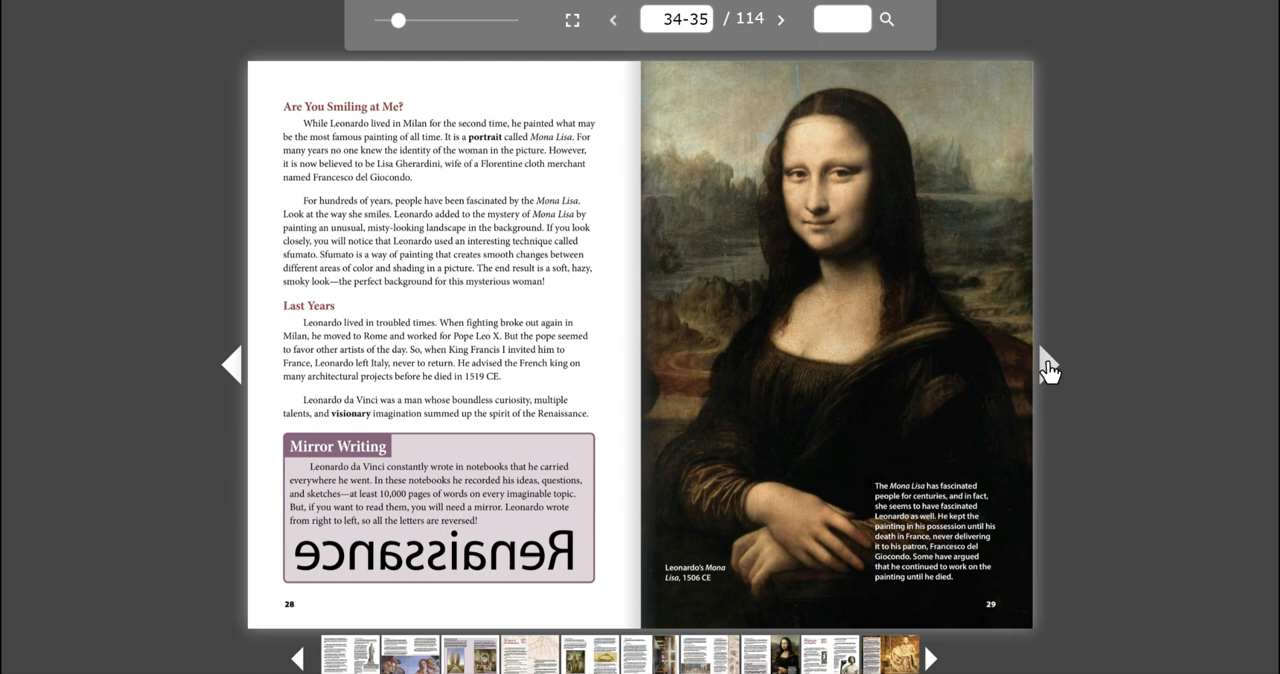 34-35 / 114
Are You Smiling at Me?
While Leonardo lived in Milan for the second time, he painted what may
be the most famous painting of all time. It is a portrait called Mona Lisa. For
many years no one knew the identity of the woman in the picture. However,
it is now believed to be Lisa Gherardini, wife of a Florentine cloth merchant
named Francesco del Giocondo.
For hundreds of years, people have been fascinated by the Mona Lisa.
Look at the way she smiles. Leonardo added to the mystery of Mona Lisa by
painting an unusual, misty-looking landscape in the background. If you look
closely, you will notice that Leonardo used an interesting technique called
sfumato. Sfumato is a way of painting that creates smooth changes between
different areas of color and shading in a picture. The end result is a soft, hazy,
smoky look—the perfect background for this mysterious woman!
Last Years
Leonardo lived in troubled times. When fighting broke out again in
Milan, he moved to Rome and worked for Pope Leo X. But the pope seemed
to favor other artists of the day. So, when King Francis I invited him to
France, Leonardo left Italy, never to return. He advised the French king on
many architectural projects before he died in 1519 CE.
Leonardo da Vinci was a man whose boundless curiosity, multiple
talents, and visionary imagination summed up the spirit of the Renaissance.
Mirror Writing
Leonardo da Vinci constantly wrote in notebooks that he carried
everywhere he went. In these notebooks he recorded his ideas, questions,
and sketches—at least 10,000 pages of words on every imaginable topic.
But, if you want to read them, you will need a mirror. Leonardo wrote
from right to left, so all the letters are reversed!
Renaissance
28
Leonardo's Mona
Lisa, 1506 CE
The Mona Lisa has fascinated
people for centuries, and in fact,
she seems to have fascinated
Leonardo as well. He kept the
painting in his possession until his
death in France, never delivering
it to his patron, Francesco del
Giocondo. Some have argued
that he continued to work on the
painting until he died.
29